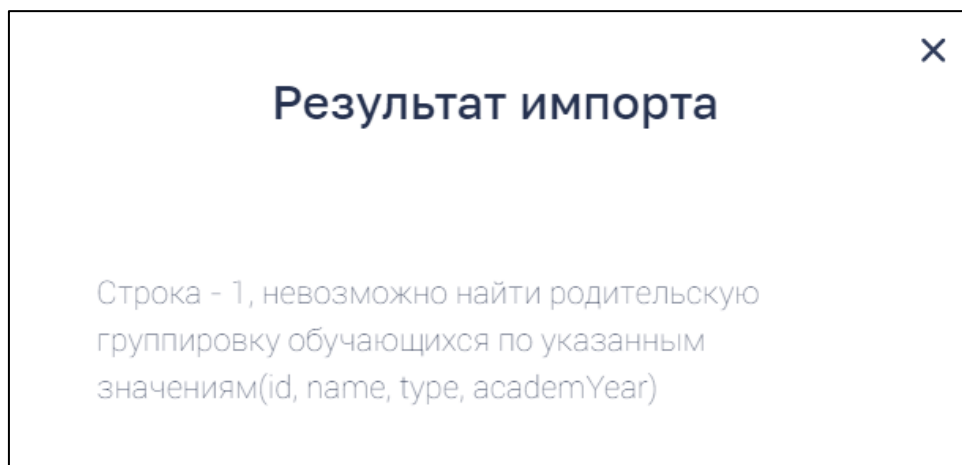 Результат импорта
Строка - 1, невозможно найти родительскую
группировку обучающихся по указанным
значениям(id, name, type, academYear)